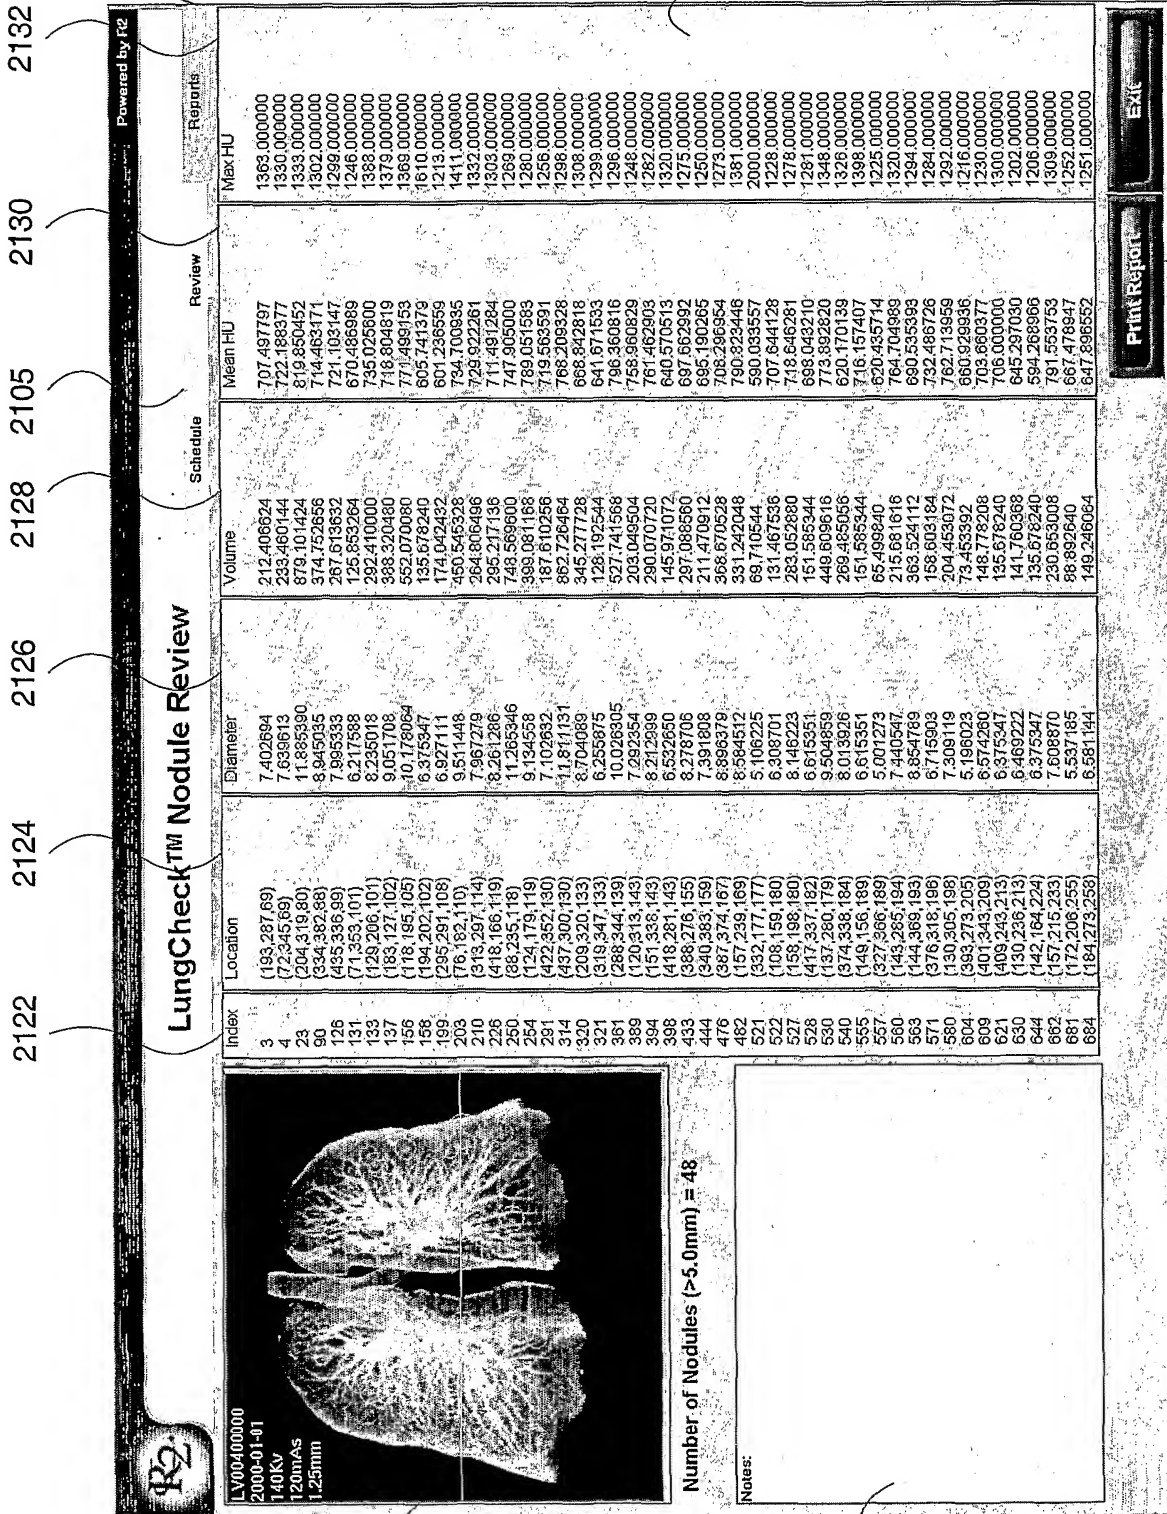 2122 2124 2126 2128 2105 2130 2132
R2
Powered by R2
LungCheck™ Nodule Review
Schedule Review Reports
LV00400000
2000-01-01
140Kv
120mAs
1.25mm
Number of Nodules (>5.0mm) = 48
Notes:
Index Location Diameter Volume Mean HU Max HU
3 (193,287,69) 7.402694 212.406624 707.497797 1363.000000
4 (72,345,69) 7.639613 233.460144 722.188377 1330.000000
23 (204,319,80) 11.885390 879.101424 819.850452 1333.000000
90 (334,382,88) 8.945035 374.752656 714.463171 1302.000000
126 (435,336,99) 7.995333 267.613632 721.103147 1299.000000
131 (71,353,101) 6.217588 125.853264 670.486989 1246.000000
133 (129,206,101) 8.235018 292.410000 735.025600 1388.000000
137 (183,127,102) 9.051708 388.320480 718.804819 1379.000000
156 (118,195,105) 10.178064 552.070080 771.499153 1369.000000
158 (194,202,102) 6.375347 135.678240 605.741379 1610.000000
199 (295,291,108) 6.927111 174.042432 601.236559 1213.000000
203 (76,182,110) 9.511448 450.545328 734.700935 1411.000000
210 (313,297,114) 7.967279 264.806496 729.922261 1332.000000
226 (418,166,119) 8.261286 295.217136 711.491284 1303.000000
250 (88,235,118) 11.265346 748.569600 747.905000 1269.000000
254 (124,179,119) 9.134558 399.081168 789.051583 1280.000000
291 (422,352,130) 7.102632 187.610256 719.563591 1256.000000
314 (437,300,130) 11.811131 862.726464 768.209328 1298.000000
320 (209,320,133) 8.704089 345.277728 668.842818 1308.000000
321 (319,347,133) 6.255875 128.192544 641.671533 1299.000000
361 (288,344,139) 10.026305 527.741568 796.360816 1296.000000
389 (120,313,143) 7.292354 203.049504 758.960829 1248.000000
394 (151,338,143) 8.212999 290.070720 761.462903 1282.000000
398 (418,281,143) 6.532650 145.971072 640.570513 1320.000000
433 (388,276,155) 8.278706 297.088560 697.662992 1275.000000
444 (340,383,159) 7.391808 211.470912 695.190265 1250.000000
476 (387,374,167) 8.896379 368.670528 708.296954 1273.000000
482 (157,239,169) 8.584512 331.242048 790.823446 1381.000000
521 (332,177,177) 5.106225 69.710544 590.033557 2000.000000
522 (108,159,180) 6.308701 131.467536 707.644128 1228.000000
527 (158,198,180) 8.146223 283.052880 718.646281 1278.000000
528 (417,337,182) 6.615351 151.585344 698.043210 1281.000000
530 (137,280,179) 9.504859 449.609616 773.892820 1348.000000
540 (374,338,184) 8.013926 269.485056 620.170139 1326.000000
555 (149,156,189) 6.615351 151.585344 716.157407 1398.000000
557 (327,366,189) 5.001273 65.499840 620.435714 1225.000000
560 (145,285,194) 7.440547 215.681616 764.704989 1320.000000
563 (144,369,193) 8.854789 363.524112 690.535393 1294.000000
571 (376,318,196) 6.715903 158.603184 732.486726 1284.000000
580 (130,305,198) 7.309119 204.453072 762.713959 1292.000000
604 (393,273,205) 5.196023 73.453992 660.929936 1216.000000
609 (401,343,209) 6.574260 148.778208 703.660377 1230.000000
621 (409,243,213) 6.375347 135.678240 706.000000 1300.000000
630 (130,236,213) 6.469222 141.760368 645.297030 1202.000000
644 (142,164,224) 6.375347 135.678240 594.268966 1206.000000
662 (157,215,233) 7.608870 230.653008 791.553753 1309.000000
681 (172,206,255) 5.537185 88.892640 667.478947 1252.000000
684 (184,273,258) 6.581144 149.246064 647.896552 1251.000000
Print Report Exit